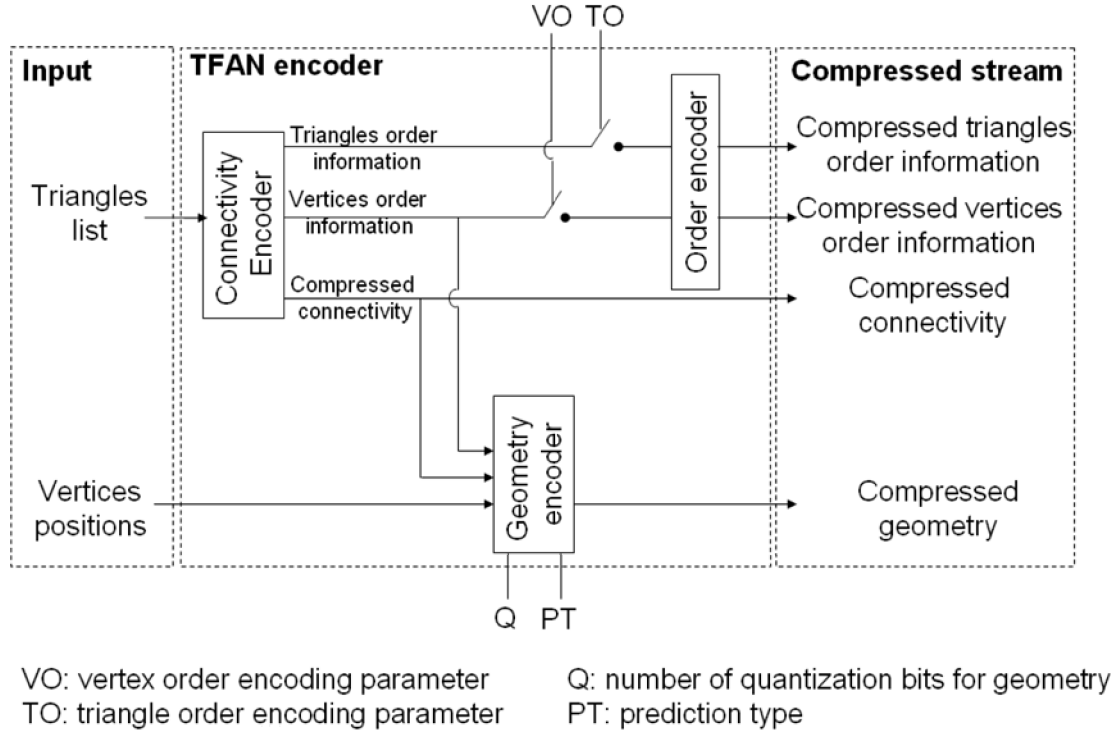 VO TO
Input
TFAN encoder
Compressed stream
Triangles order
information
Compressed triangles
order information
Connectivity
Encoder
Order encoder
Triangles
list
Vertices order
information
Compressed vertices
order information
Compressed
connectivity
Compressed
connectivity
Geometry
encoder
Vertices
positions
Compressed
geometry
Q PT
VO: vertex order encoding parameter
TO: triangle order encoding parameter
Q: number of quantization bits for geometry
PT: prediction type